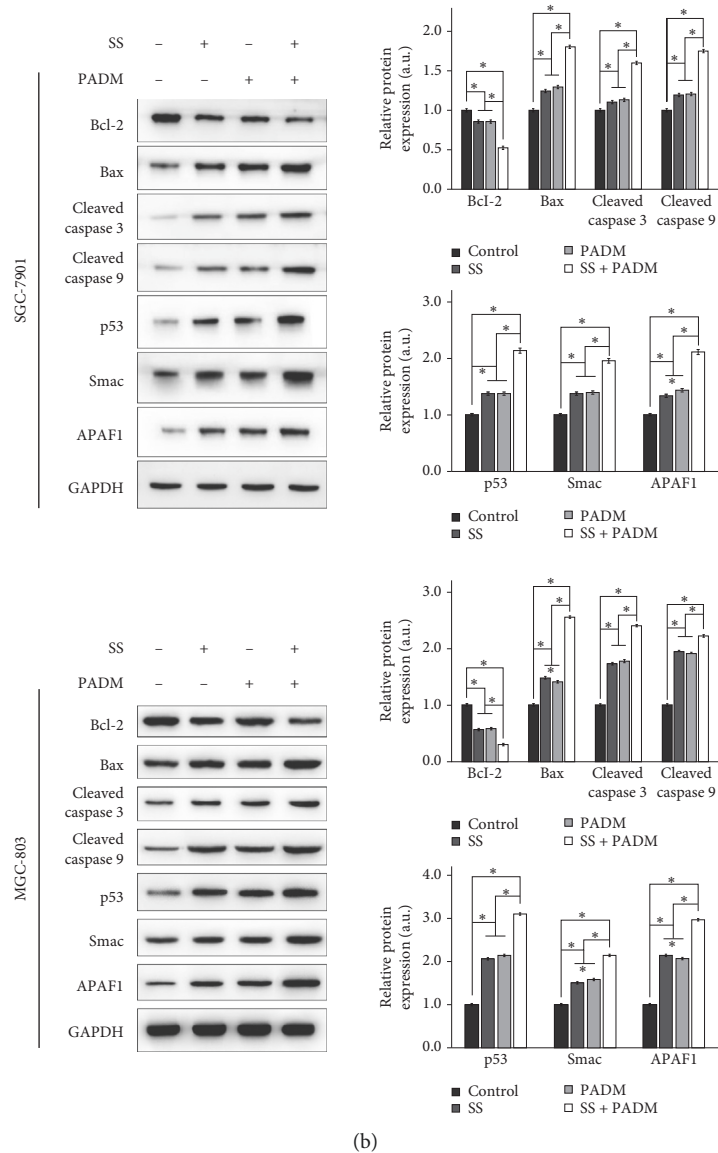 SS – + – +
PADM – – + +
SGC-7901
Bcl-2
Bax
Cleaved
caspase 3
Cleaved
caspase 9
p53
Smac
APAF1
GAPDH
Relative protein
expression (a.u.)
2.0
1.5
1.0
0.5
0.0
* * * * * * * * * * * *
BcI-2 Bax Cleaved
caspase 3 Cleaved
caspase 9
Control PADM
SS SS + PADM
Relative protein
expression (a.u.)
3.0
2.0
1.0
0.0
* * * * * * * * * *
p53 Smac APAF1
Control PADM
SS SS + PADM
SS – + – +
PADM – – + +
MGC-803
Bcl-2
Bax
Cleaved
caspase 3
Cleaved
caspase 9
p53
Smac
APAF1
GAPDH
Relative protein
expression (a.u.)
3.0
2.0
1.0
0.0
* * * * * * * * * * * * *
BcI-2 Bax Cleaved
caspase 3 Cleaved
caspase 9
Control PADM
SS SS + PADM
Relative protein
expression (a.u.)
4.0
3.0
2.0
1.0
0.0
* * * * * * * * * * *
p53 Smac APAF1
Control PADM
SS SS + PADM
(b)